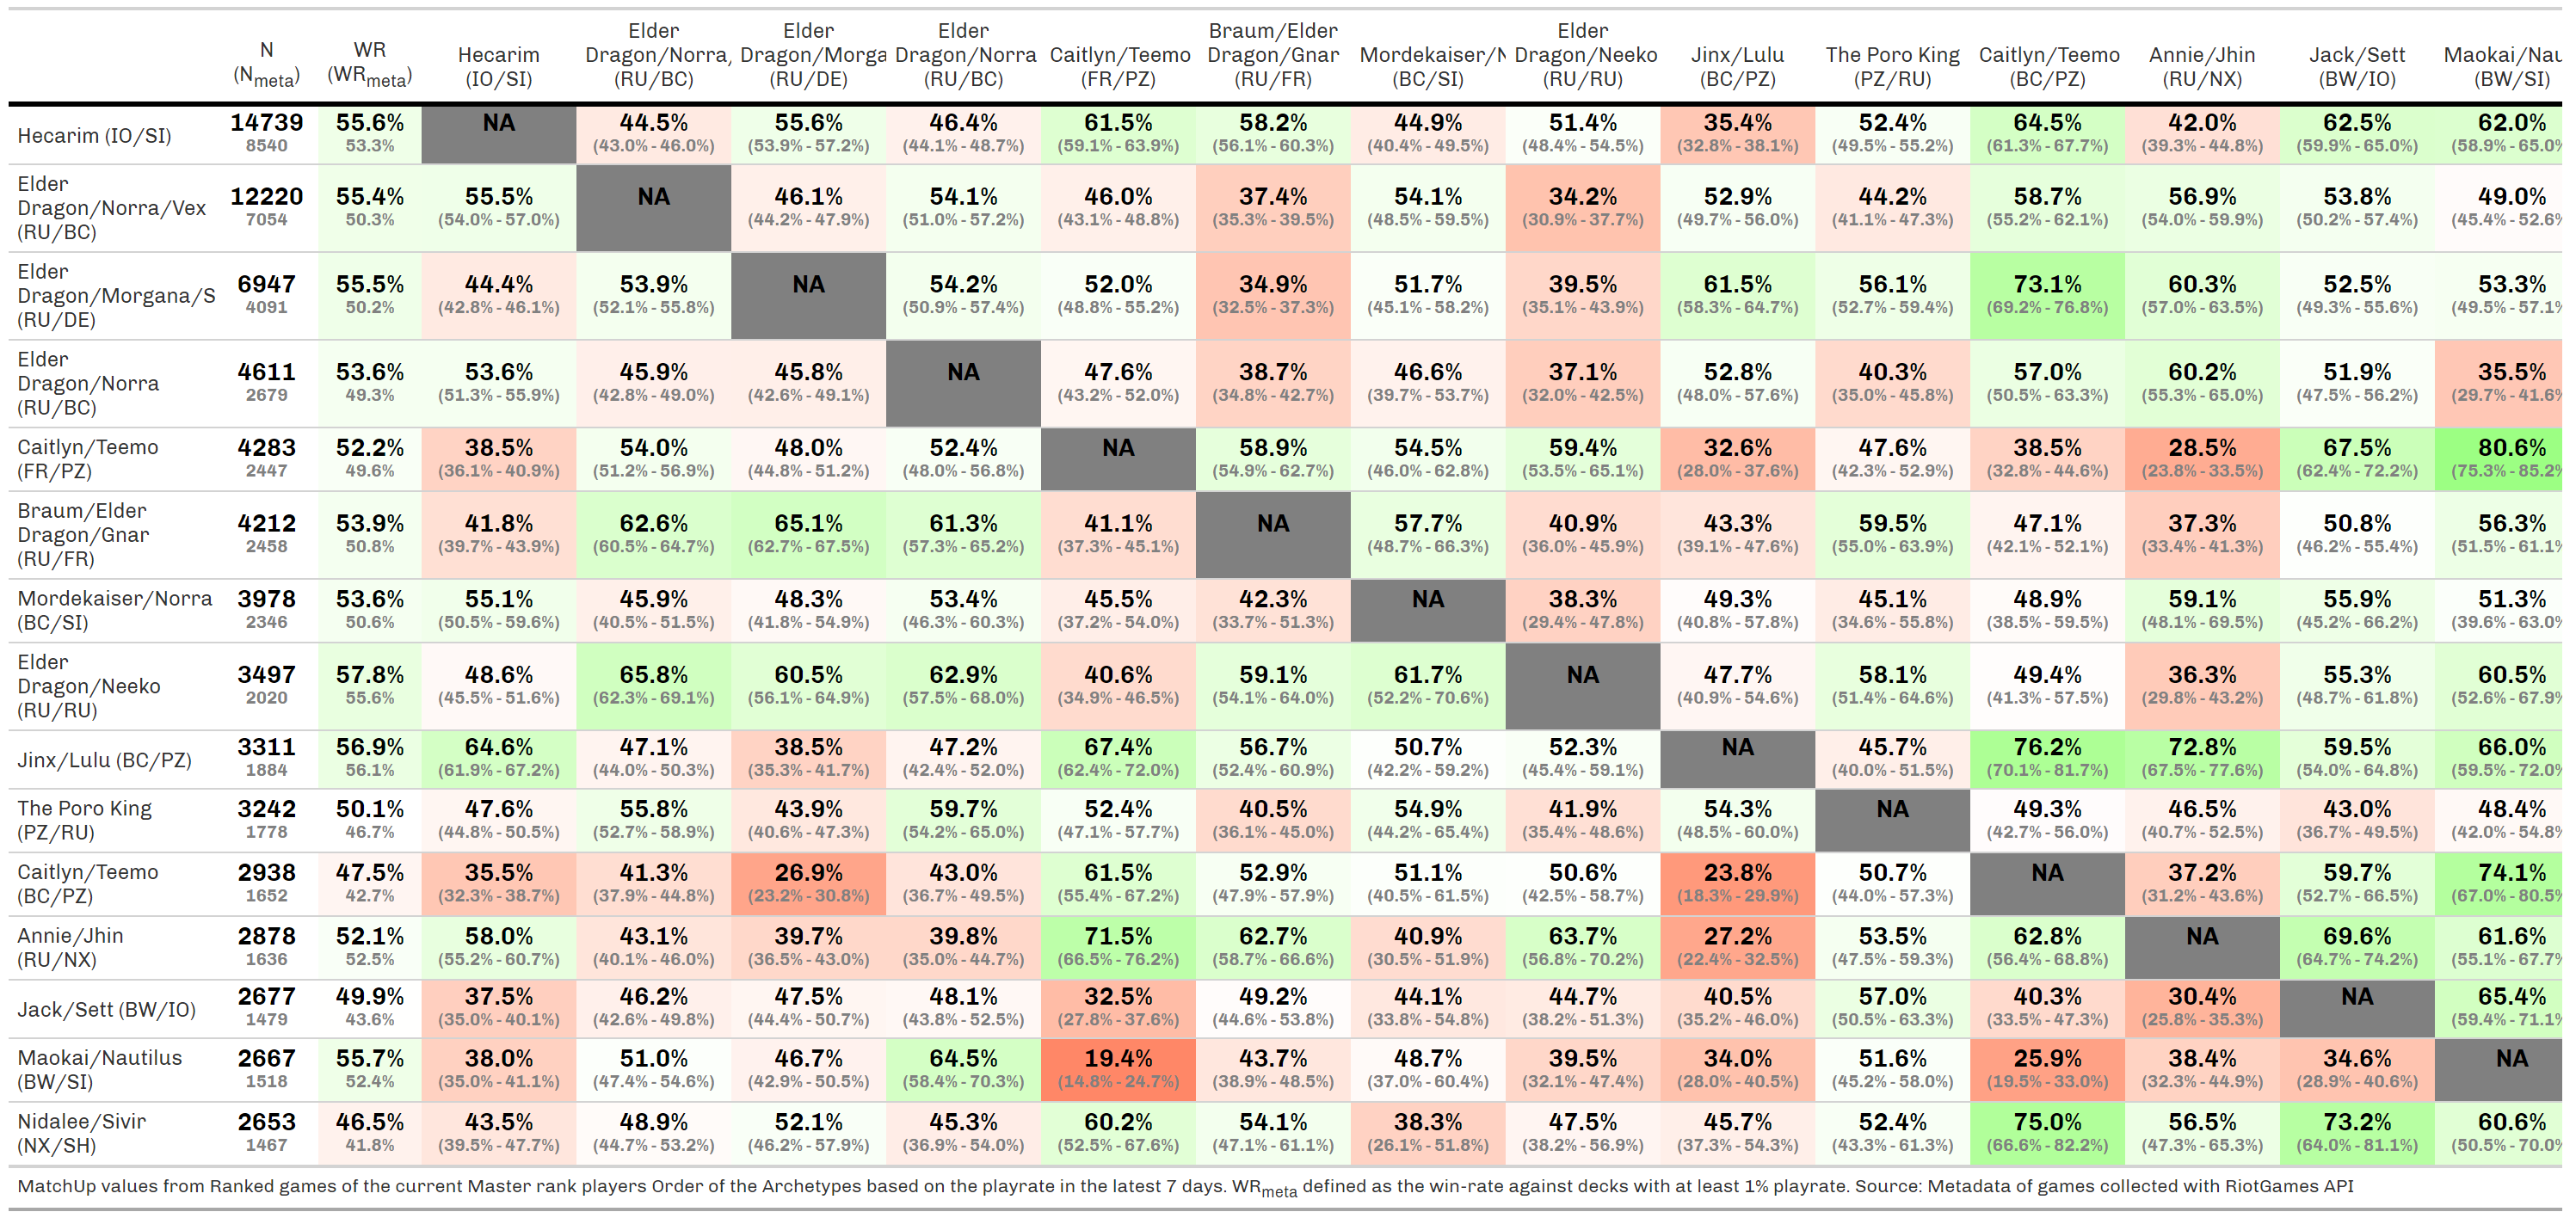 N (Nmeta) WR (WRmeta) Hecarim (IO/SI) Elder Dragon/Norra, (RU/BC) Elder Dragon/Morga (RU/DE) Elder Dragon/Norra (RU/BC) Caitlyn/Teemo (FR/PZ) Braum/Elder Dragon/Gnar (RU/FR) Mordekaiser/N (BC/SI) Elder Dragon/Neeko (RU/RU) Jinx/Lulu (BC/PZ) The Poro King (PZ/RU) Caitlyn/Teemo (BC/PZ) Annie/Jhin (RU/NX) Jack/Sett (BW/IO) Maokai/Nau (BW/SI)
Hecarim (IO/SI)
14739 55.6% NA 44.5% 55.6% 46.4% 61.5% 58.2% 44.9% 51.4% 35.4% 52.4% 64.5% 42.0% 62.5% 62.0%
8540 53.3% (43.0% - 46.0%) (53.9% - 57.2%) (44.1% - 48.7%) (59.1% - 63.9%) (56.1% - 60.3%) (40.4% - 49.5%) (48.4% - 54.5%) (32.8% - 38.1%) (49.5% - 55.2%) (61.3% - 67.7%) (39.3% - 44.8%) (59.9% - 65.0%) (58.9% - 65.0%
Elder
Dragon/Norra/Vex
(RU/BC)
12220 55.4% 55.5% NA 46.1% 54.1% 46.0% 37.4% 54.1% 34.2% 52.9% 44.2% 58.7% 56.9% 53.8% 49.0%
7054 50.3% (54.0% - 57.0%) (44.2% - 47.9%) (51.0% - 57.2%) (43.1% - 48.8%) (35.3% - 39.5%) (48.5% - 59.5%) (30.9% - 37.7%) (49.7% - 56.0%) (41.1% - 47.3%) (55.2% - 62.1%) (54.0% - 59.9%) (50.2% - 57.4%) (45.4% - 52.6%
Elder
Dragon/Morgana/S
(RU/DE)
6947 55.5% 44.4% 53.9% NA 54.2% 52.0% 34.9% 51.7% 39.5% 61.5% 56.1% 73.1% 60.3% 52.5% 53.3%
4091 50.2% (42.8% - 46.1%) (52.1% - 55.8%) (50.9% - 57.4%) (48.8% - 55.2%) (32.5% - 37.3%) (45.1% - 58.2%) (35.1% - 43.9%) (58.3% - 64.7%) (52.7% - 59.4%) (69.2% - 76.8%) (57.0% - 63.5%) (49.3% - 55.6%) (49.5% - 57.1%
Elder
Dragon/Norra
(RU/BC)
4611 53.6% 53.6% 45.9% 45.8% NA 47.6% 38.7% 46.6% 37.1% 52.8% 40.3% 57.0% 60.2% 51.9% 35.5%
2679 49.3% (51.3% - 55.9%) (42.8% - 49.0%) (42.6% - 49.1%) (43.2% - 52.0%) (34.8% - 42.7%) (39.7% - 53.7%) (32.0% - 42.5%) (48.0% - 57.6%) (35.0% - 45.8%) (50.5% - 63.3%) (55.3% - 65.0%) (47.5% - 56.2%) (29.7% - 41.6%
Caitlyn/Teemo
(FR/PZ)
4283 52.2% 38.5% 54.0% 48.0% 52.4% NA 58.9% 54.5% 59.4% 32.6% 47.6% 38.5% 28.5% 67.5% 80.6%
2447 49.6% (36.1% - 40.9%) (51.2% - 56.9%) (44.8% - 51.2%) (48.0% - 56.8%) (54.9% - 62.7%) (46.0% - 62.8%) (53.5% - 65.1%) (28.0% - 37.6%) (42.3% - 52.9%) (32.8% - 44.6%) (23.8% - 33.5%) (62.4% - 72.2%) (75.3% - 85.2%
Braum/Elder
Dragon/Gnar
(RU/FR)
4212 53.9% 41.8% 62.6% 65.1% 61.3% 41.1% NA 57.7% 40.9% 43.3% 59.5% 47.1% 37.3% 50.8% 56.3%
2458 50.8% (39.7% - 43.9%) (60.5% - 64.7%) (62.7% - 67.5%) (57.3% - 65.2%) (37.3% - 45.1%) (48.7% - 66.3%) (36.0% - 45.9%) (39.1% - 47.6%) (55.0% - 63.9%) (42.1% - 52.1%) (33.4% - 41.3%) (46.2% - 55.4%) (51.5% - 61.1%
Mordekaiser/Norra
(BC/SI)
3978 53.6% 55.1% 45.9% 48.3% 53.4% 45.5% 42.3% NA 38.3% 49.3% 45.1% 48.9% 59.1% 55.9% 51.3%
2346 50.6% (50.5% - 59.6%) (40.5% - 51.5%) (41.8% - 54.9%) (46.3% - 60.3%) (37.2% - 54.0%) (33.7% - 51.3%) (29.4% - 47.8%) (40.8% - 57.8%) (34.6% - 55.8%) (38.5% - 59.5%) (48.1% - 69.5%) (45.2% - 66.2%) (39.6% - 63.0%
Elder
Dragon/Neeko
(RU/RU)
3497 57.8% 48.6% 65.8% 60.5% 62.9% 40.6% 59.1% 61.7% NA 47.7% 58.1% 49.4% 36.3% 55.3% 60.5%
2020 55.6% (45.5% - 51.6%) (62.3% - 69.1%) (56.1% - 64.9%) (57.5% - 68.0%) (34.9% - 46.5%) (54.1% - 64.0%) (52.2% - 70.6%) (40.9% - 54.6%) (51.4% - 64.6%) (41.3% - 57.5%) (29.8% - 43.2%) (48.7% - 61.8%) (52.6% - 67.9%
Jinx/Lulu (BC/PZ)
3311 56.9% 64.6% 47.1% 38.5% 47.2% 67.4% 56.7% 50.7% 52.3% NA 45.7% 76.2% 72.8% 59.5% 66.0%
1884 56.1% (61.9% - 67.2%) (44.0% - 50.3%) (35.3% - 41.7%) (42.4% - 52.0%) (62.4% - 72.0%) (52.4% - 60.9%) (42.2% - 59.2%) (45.4% - 59.1%) (40.0% - 51.5%) (70.1% - 81.7%) (67.5% - 77.6%) (54.0% - 64.8%) (59.5% - 72.0%
The Poro King
(PZ/RU)
3242 50.1% 47.6% 55.8% 43.9% 59.7% 52.4% 40.5% 54.9% 41.9% 54.3% NA 49.3% 46.5% 43.0% 48.4%
1778 46.7% (44.8% - 50.5%) (52.7% - 58.9%) (40.6% - 47.3%) (54.2% - 65.0%) (47.1% - 57.7%) (36.1% - 45.0%) (44.2% - 65.4%) (35.4% - 48.6%) (48.5% - 60.0%) (42.7% - 56.0%) (40.7% - 52.5%) (36.7% - 49.5%) (42.0% - 54.8%
Caitlyn/Teemo
(BC/PZ)
2938 47.5% 35.5% 41.3% 26.9% 43.0% 61.5% 52.9% 51.1% 50.6% 23.8% 50.7% NA 37.2% 59.7% 74.1%
1652 42.7% (32.3% - 38.7%) (37.9% - 44.8%) (23.2% - 30.8%) (36.7% - 49.5%) (55.4% - 67.2%) (47.9% - 57.9%) (40.5% - 61.5%) (42.5% - 58.7%) (18.3% - 29.9%) (44.0% - 57.3%) (31.2% - 43.6%) (52.7% - 66.5%) (67.0% - 80.5%
Annie/Jhin
(RU/NX)
2878 52.1% 58.0% 43.1% 39.7% 39.8% 71.5% 62.7% 40.9% 63.7% 27.2% 53.5% 62.8% NA 69.6% 61.6%
1636 52.5% (55.2% - 60.7%) (40.1% - 46.0%) (36.5% - 43.0%) (35.0% - 44.7%) (66.5% - 76.2%) (58.7% - 66.6%) (30.5% - 51.9%) (56.8% - 70.2%) (22.4% - 32.5%) (47.5% - 59.3%) (56.4% - 68.8%) (64.7% - 74.2%) (55.1% - 67.7%
Jack/Sett (BW/IO)
2677 49.9% 37.5% 46.2% 47.5% 48.1% 32.5% 49.2% 44.1% 44.7% 40.5% 57.0% 40.3% 30.4% NA 65.4%
1479 43.6% (35.0% - 40.1%) (42.6% - 49.8%) (44.4% - 50.7%) (43.8% - 52.5%) (27.8% - 37.6%) (44.6% - 53.8%) (33.8% - 54.8%) (38.2% - 51.3%) (35.2% - 46.0%) (50.5% - 63.3%) (33.5% - 47.3%) (25.8% - 35.3%) (59.4% - 71.1%
Maokai/Nautilus
(BW/SI)
2667 55.7% 38.0% 51.0% 46.7% 64.5% 19.4% 43.7% 48.7% 39.5% 34.0% 51.6% 25.9% 38.4% 34.6% NA
1518 52.4% (35.0% - 41.1%) (47.4% - 54.6%) (42.9% - 50.5%) (58.4% - 70.3%) (14.8% - 24.7%) (38.9% - 48.5%) (37.0% - 60.4%) (32.1% - 47.4%) (28.0% - 40.5%) (45.2% - 58.0%) (19.5% - 33.0%) (32.3% - 44.9%) (28.9% - 40.6%)
Nidalee/Sivir
(NX/SH)
2653 46.5% 43.5% 48.9% 52.1% 45.3% 60.2% 54.1% 38.3% 47.5% 45.7% 52.4% 75.0% 56.5% 73.2% 60.6%
1467 41.8% (39.5% - 47.7%) (44.7% - 53.2%) (46.2% - 57.9%) (36.9% - 54.0%) (52.5% - 67.6%) (47.1% - 61.1%) (26.1% - 51.8%) (38.2% - 56.9%) (37.3% - 54.3%) (43.3% - 61.3%) (66.6% - 82.2%) (47.3% - 65.3%) (64.0% - 81.1%) (50.5% - 70.0%
MatchUp values from Ranked games of the current Master rank players Order of the Archetypes based on the playrate in the latest 7 days. WRmeta defined as the win-rate against decks with at least 1% playrate. Source: Metadata of games collected with RiotGames API